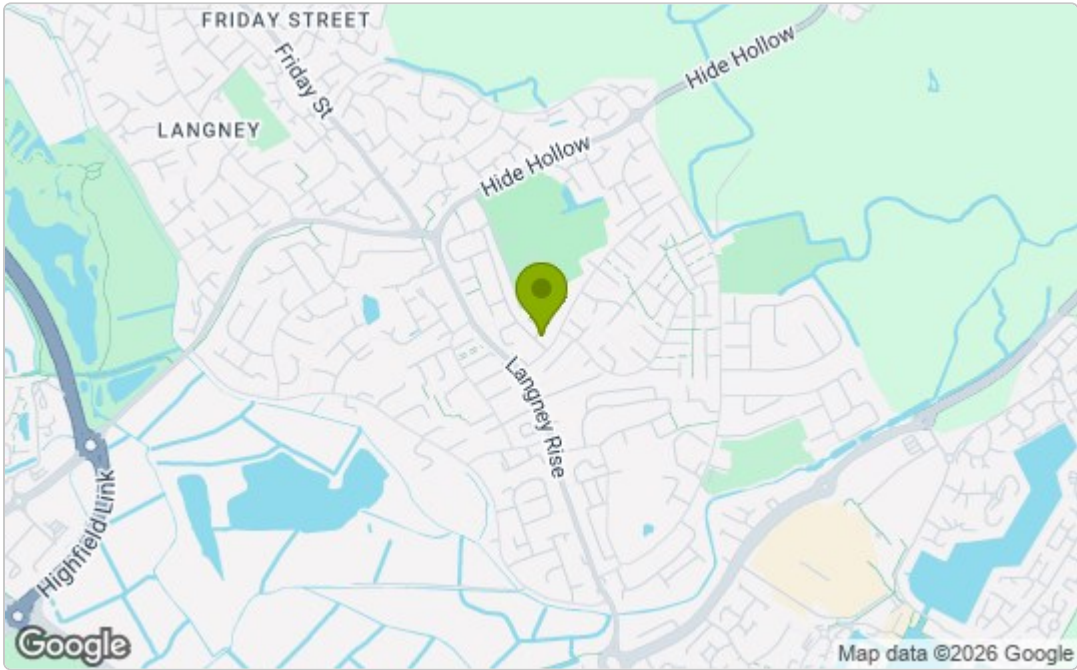 FRIDAY STREET
Friday St
Hide Hollow
LANGNEY
Hide Hollow
Langney Rise
Highfield Link
Google
Map data ©2026 Google